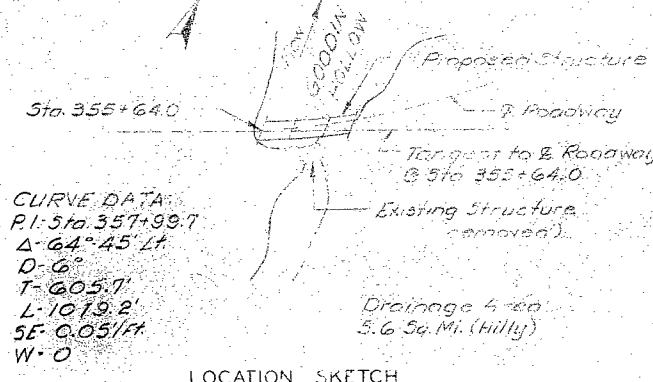 FLOW
GOODIN
HOLLOW
Proposed Structure
Sta. 355+64.0
℄ Roadway
Tangent to ℄ Roadway
@ Sta 355+64.0
CURVE DATA:
P.I.-Sta. 357+99.7
Δ-64°45' Lt
D-6°
T-605.7'
L-1079.2'
SE-0.05'/Ft
W-0
Existing Structure
removed)
Drainage Area
5.6 Sq. Mi. (Hilly)
LOCATION SKETCH